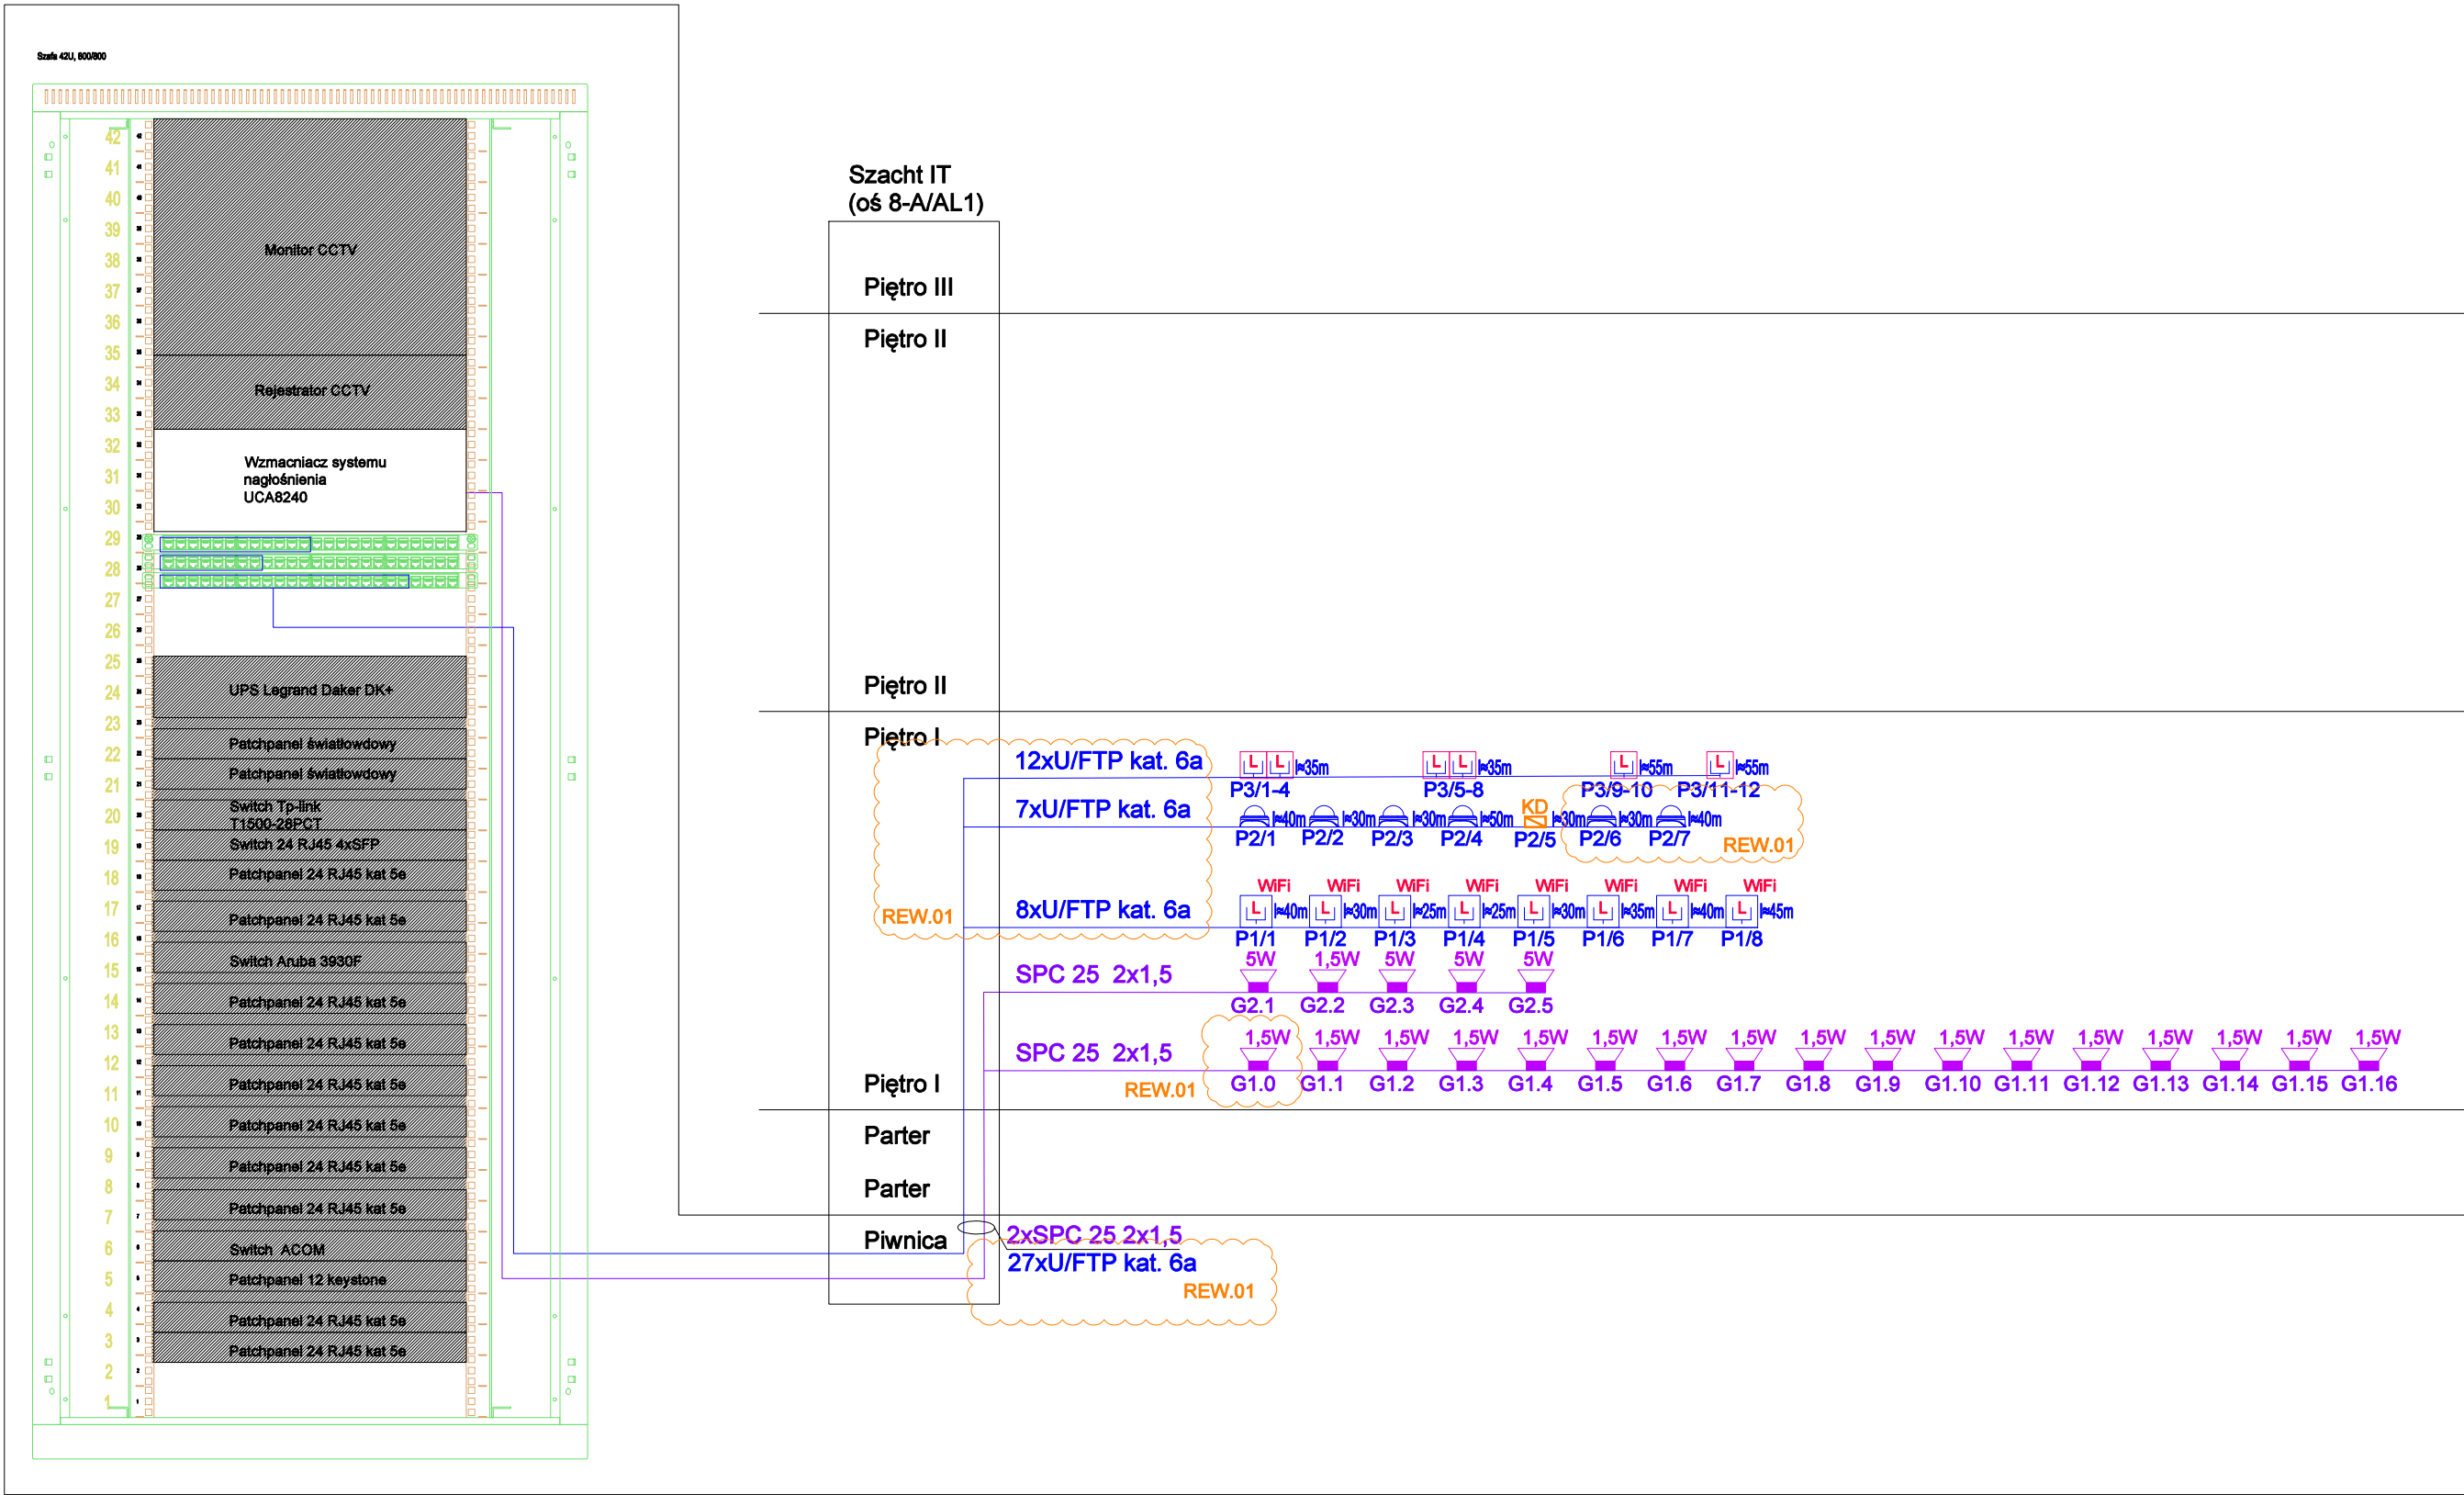 Szafa 42U, 800/800
42
41
40
39
38
37
36
35
34
33
32
31
30
29
28
27
26
25
24
23
22
21
20
19
18
17
16
15
14
13
12
11
10
9
8
7
6
5
4
3
2
1
Monitor CCTV
Rejestrator CCTV
Wzmacniacz systemu
nagłośnienia
UCA8240
UPS Legrand Daker DK+
Patchpanel światłowdowy
Patchpanel światłowdowy
Switch Tp-link
T1500-28PCT
Switch 24 RJ45 4xSFP
Patchpanel 24 RJ45 kat 5e
Patchpanel 24 RJ45 kat 5e
Switch Aruba 3930F
Patchpanel 24 RJ45 kat 5e
Patchpanel 24 RJ45 kat 5e
Patchpanel 24 RJ45 kat 5e
Patchpanel 24 RJ45 kat 5e
Patchpanel 24 RJ45 kat 5e
Patchpanel 24 RJ45 kat 5e
Switch ACOM
Patchpanel 12 keystone
Patchpanel 24 RJ45 kat 5e
Patchpanel 24 RJ45 kat 5e
Szacht IT
(oś 8-A/AL1)
Piętro III
Piętro II
Piętro II
Piętro I
12xU/FTP kat. 6a
L L l≈35m L L l≈35m L l≈55m L l≈55m
P3/1-4 P3/5-8 P3/9-10 P3/11-12
7xU/FTP kat. 6a
KD
l≈40m l≈30m l≈30m l≈50m l≈30m l≈30m l≈40m
P2/1 P2/2 P2/3 P2/4 P2/5 P2/6 P2/7
REW.01
WiFi WiFi WiFi WiFi WiFi WiFi WiFi WiFi
8xU/FTP kat. 6a
REW.01
L l≈40m L l≈30m L l≈25m L l≈25m L l≈30m L l≈35m L l≈40m L l≈45m
P1/1 P1/2 P1/3 P1/4 P1/5 P1/6 P1/7 P1/8
5W 1,5W 5W 5W 5W
SPC 25 2x1,5
G2.1 G2.2 G2.3 G2.4 G2.5
1,5W 1,5W 1,5W 1,5W 1,5W 1,5W 1,5W 1,5W 1,5W 1,5W 1,5W 1,5W 1,5W 1,5W 1,5W 1,5W 1,5W
SPC 25 2x1,5
G1.0 G1.1 G1.2 G1.3 G1.4 G1.5 G1.6 G1.7 G1.8 G1.9 G1.10 G1.11 G1.12 G1.13 G1.14 G1.15 G1.16
REW.01
Piętro I
Parter
Parter
Piwnica
2xSPC 25 2x1,5
27xU/FTP kat. 6a
REW.01